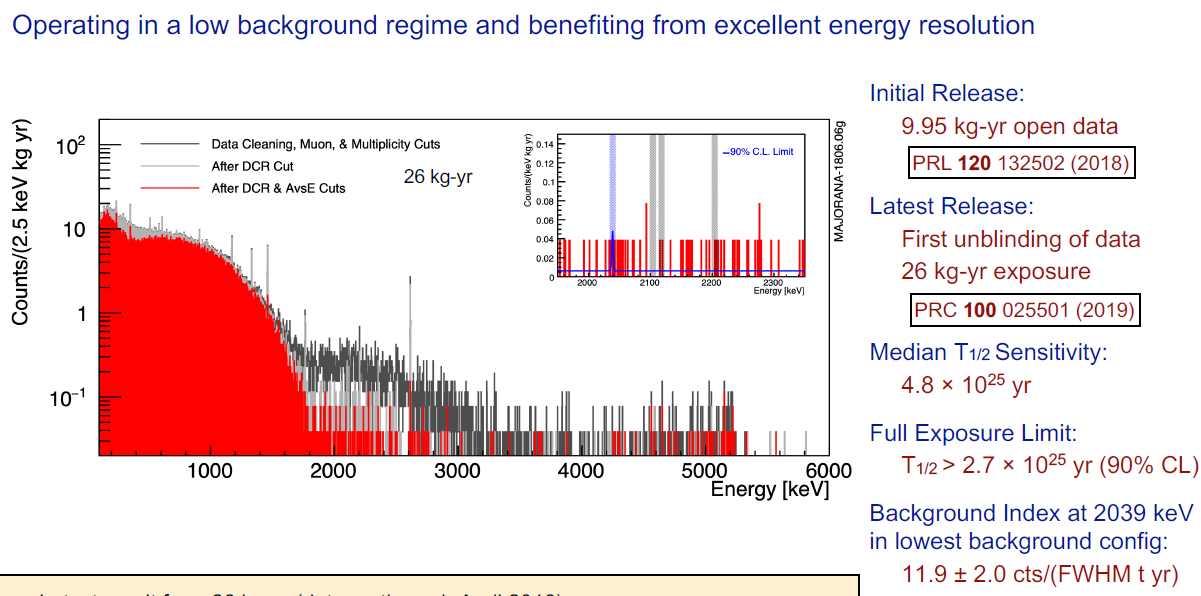 Operating in a low background regime and benefiting from excellent energy resolution
Counts/(2.5 keV kg yr)
10²
10
1
10⁻¹
Data Cleaning, Muon, & Multiplicity Cuts
After DCR Cut
After DCR & AvsE Cuts
26 kg-yr
Counts/(keV kg yr)
0.14
0.12
0.1
0.08
0.06
0.04
0.02
0
90% C.L. Limit
2000 2100 2200 2300
Energy [keV]
MAJORANA-1806.06g
1000 2000 3000 4000 5000 6000
Energy [keV]
Initial Release:
9.95 kg-yr open data
PRL 120 132502 (2018)
Latest Release:
First unblinding of data
26 kg-yr exposure
PRC 100 025501 (2019)
Median T1/2 Sensitivity:
4.8 × 10²⁵ yr
Full Exposure Limit:
T1/2 > 2.7 × 10²⁵ yr (90% CL)
Background Index at 2039 keV
in lowest background config:
11.9 ± 2.0 cts/(FWHM t yr)